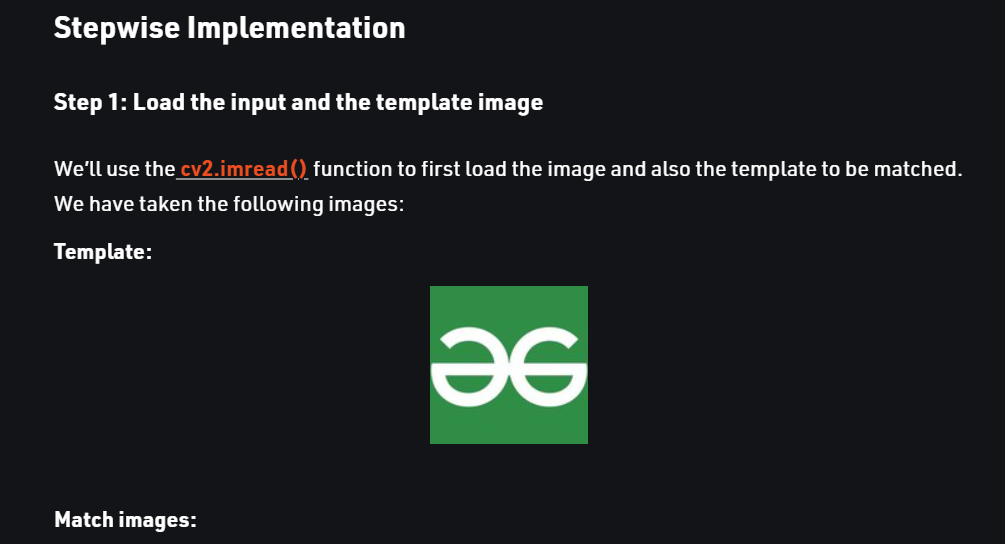 Stepwise Implementation
Step 1: Load the input and the template image
We’ll use the cv2.imread() function to first load the image and also the template to be matched.
We have taken the following images:
Template:
Match images: